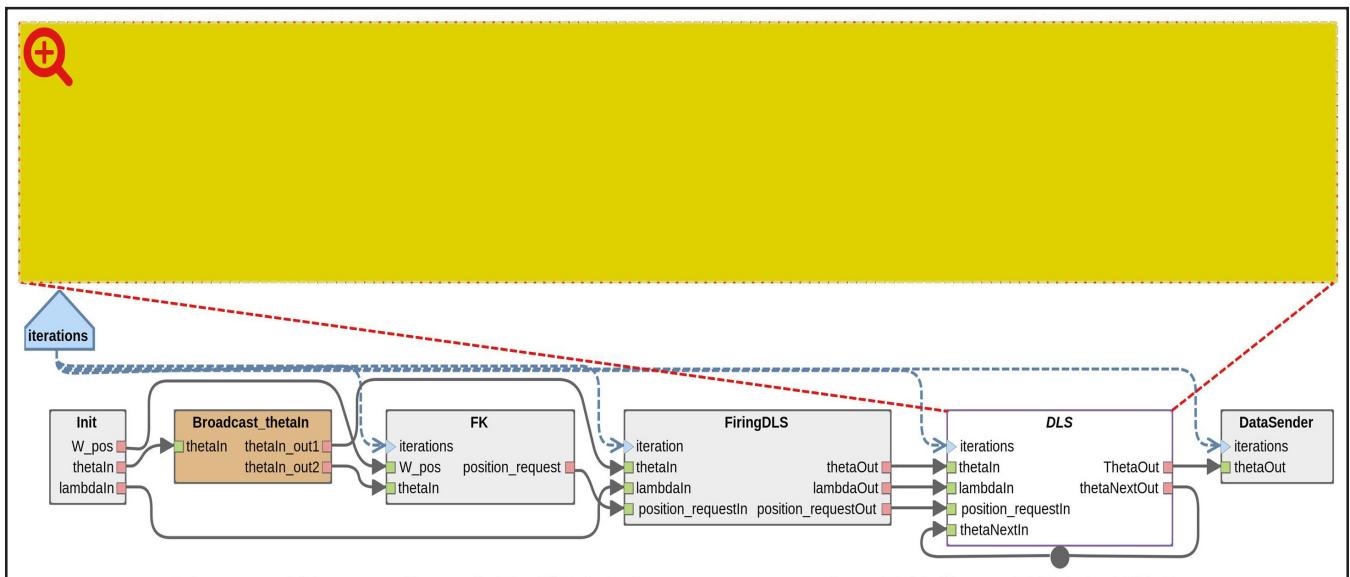 iterations
Init
W_pos
thetaIn
lambdaIn
Broadcast_thetaIn
thetaIn thetaIn_out1
thetaIn_out2
FK
iterations
W_pos position_request
thetaIn
FiringDLS
iteration
thetaIn thetaOut
lambdaIn lambdaOut
position_requestIn position_requestOut
DLS
iterations
thetaIn ThetaOut
lambdaIn thetaNextOut
position_requestIn
thetaNextIn
DataSender
iterations
thetaOut